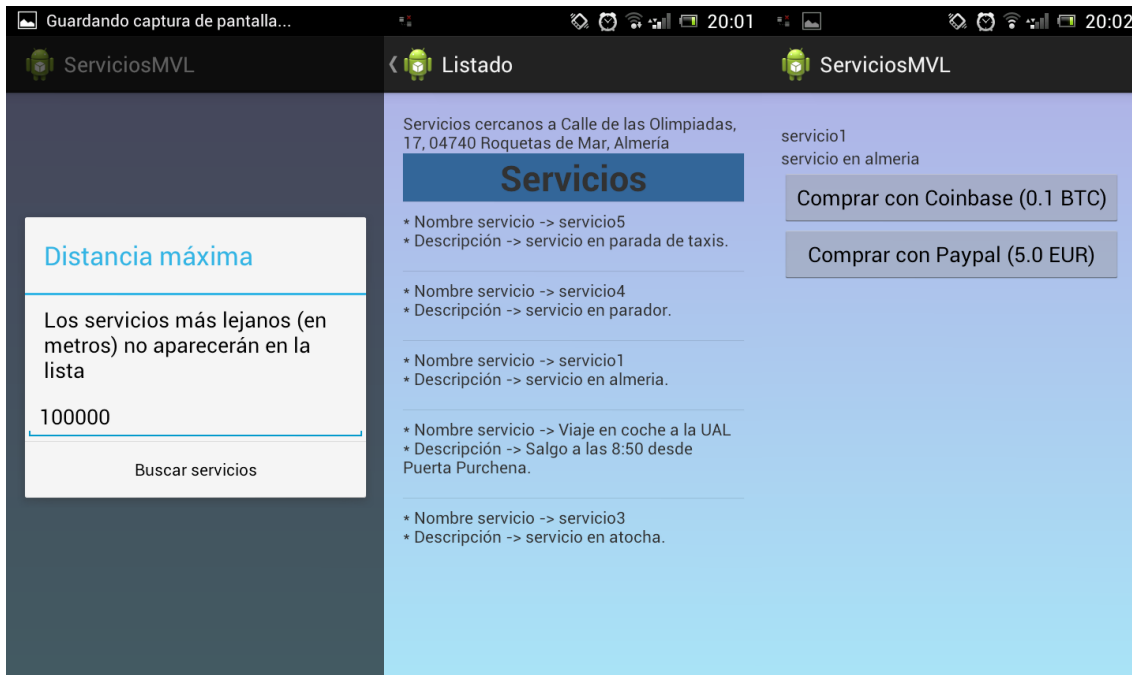 Guardando captura de pantalla...
ServiciosMVL
Distancia máxima
Los servicios más lejanos (en
metros) no aparecerán en la
lista
100000
Buscar servicios
20:01
Listado
Servicios cercanos a Calle de las Olimpiadas,
17, 04740 Roquetas de Mar, Almería
Servicios
* Nombre servicio -> servicio5
* Descripción -> servicio en parada de taxis.
* Nombre servicio -> servicio4
* Descripción -> servicio en parador.
* Nombre servicio -> servicio1
* Descripción -> servicio en almeria.
* Nombre servicio -> Viaje en coche a la UAL
* Descripción -> Salgo a las 8:50 desde
Puerta Purchena.
* Nombre servicio -> servicio3
* Descripción -> servicio en atocha.
20:02
ServiciosMVL
servicio1
servicio en almeria
Comprar con Coinbase (0.1 BTC)
Comprar con Paypal (5.0 EUR)